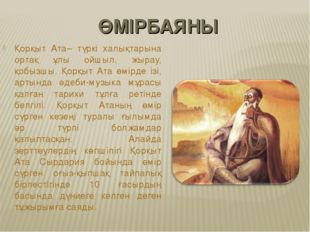 ӨМІРБАЯНЫ
Қорқыт Ата– түркі халықтарына
ортақ ұлы ойшыл, жырау,
қобызшы. Қорқыт Ата өмірде ізі,
артында әдеби-музыка мұрасы
қалған тарихи тұлға ретінде
белгілі. Қорқыт Атаның өмір
сүрген кезеңі туралы ғылымда
әр түрлі болжамдар
қалыптасқан. Алайда
зерттеулердің көпшілігі Қорқыт
Ата Сырдария бойында өмір
сүрген оғыз-қыпшақ тайпалық
бірлестігінде 10 ғасырдың
басында дүниеге келген деген
тұжырымға саяды.